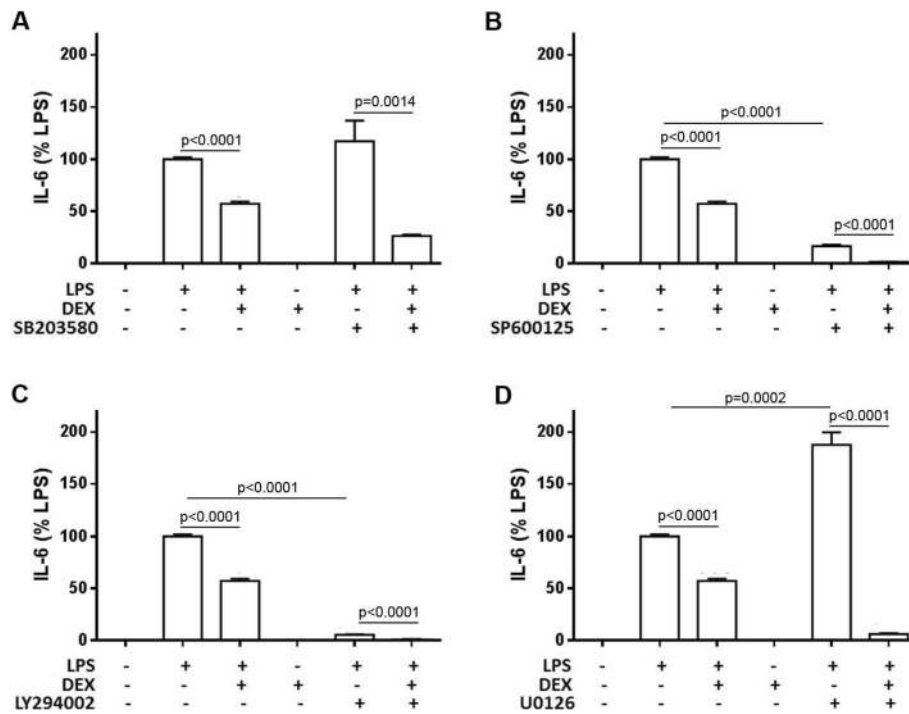 A
200
150
100
50
0
IL-6 (% LPS)
p<0.0001
p=0.0014
LPS - + + - + +
DEX - - + + - +
SB203580 - - - - + +
B
200
150
100
50
0
IL-6 (% LPS)
p<0.0001
p<0.0001
p<0.0001
LPS - + + - + +
DEX - - + + - +
SP600125 - - - - + +
C
200
150
100
50
0
IL-6 (% LPS)
p<0.0001
p<0.0001
p<0.0001
LPS - + + - + +
DEX - - + + - +
LY294002 - - - - + +
D
200
150
100
50
0
IL-6 (% LPS)
p=0.0002
p<0.0001
p<0.0001
LPS - + + - + +
DEX - - + + - +
U0126 - - - - + +